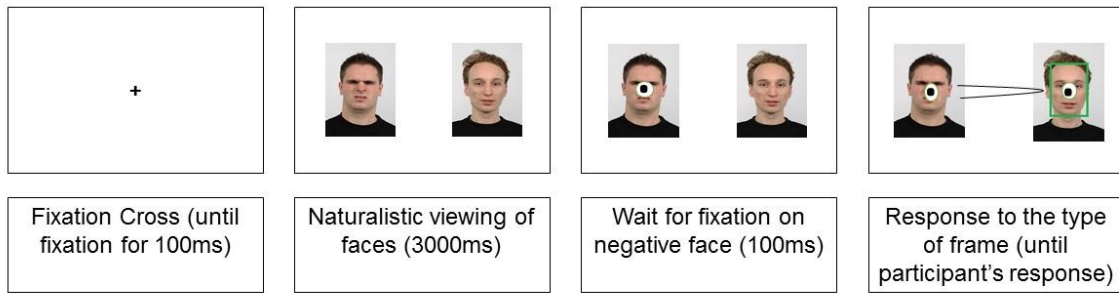 Fixation Cross (until
fixation for 100ms)
Naturalistic viewing of
faces (3000ms)
Wait for fixation on
negative face (100ms)
Response to the type
of frame (until
participant's response)